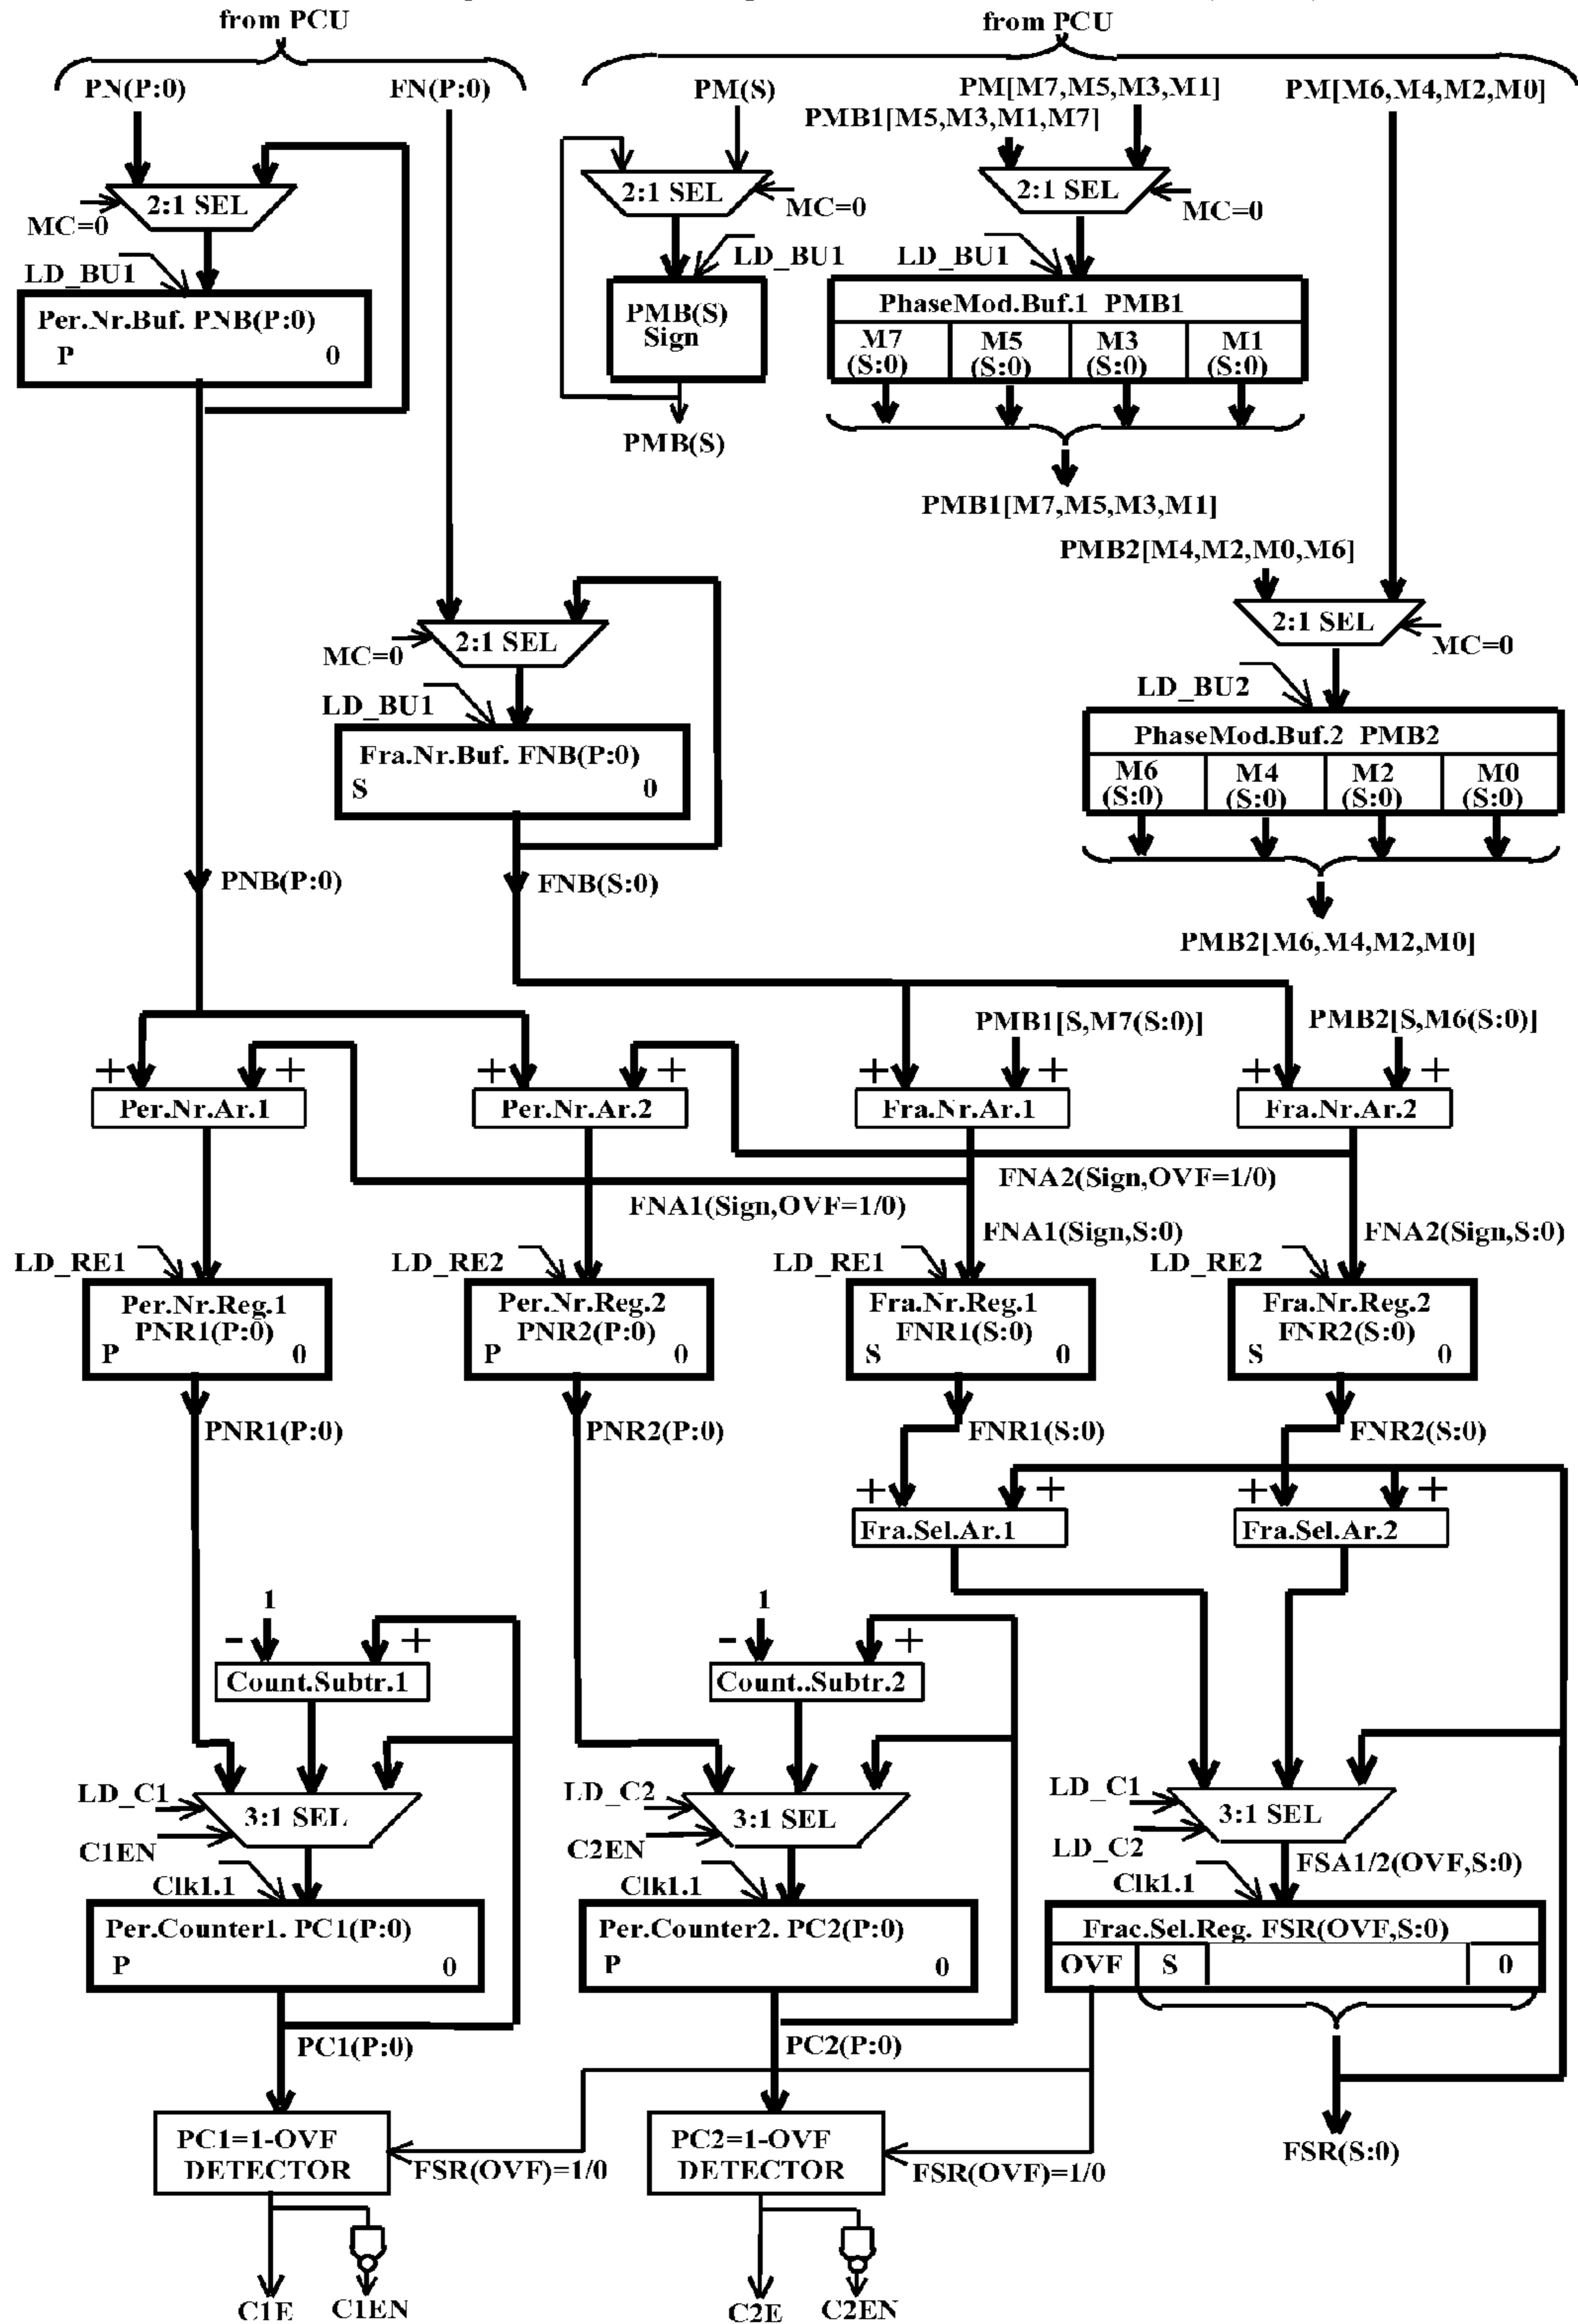 from PCU
from PCU
PN(P:0)
FN(P:0)
PM(S)
PM[M7,M5,M3,M1]
PM[M6,M4,M2,M0]
PMB1[M5,M3,M1,M7]
2:1 SEL
MC=0
2:1 SEL
MC=0
2:1 SEL
MC=0
LD_BU1
LD_BU1
LD_BU1
Per.Nr.Buf. PNB(P:0)
P 0
PMB(S)
Sign
PhaseMod.Buf.1 PMB1
M7 M5 M3 M1
(S:0) (S:0) (S:0) (S:0)
PMB(S)
PMB1[M7,M5,M3,M1]
PMB2[M4,M2,M0,M6]
2:1 SEL
MC=0
2:1 SEL
MC=0
LD_BU1
LD_BU2
Fra.Nr.Buf. FNB(P:0)
S 0
PhaseMod.Buf.2 PMB2
M6 M4 M2 M0
(S:0) (S:0) (S:0) (S:0)
PNB(P:0)
FNB(S:0)
PMB2[M6,M4,M2,M0]
PMB1[S,M7(S:0)]
PMB2[S,M6(S:0)]
+ + + + + + + +
Per.Nr.Ar.1
Per.Nr.Ar.2
Fra.Nr.Ar.1
Fra.Nr.Ar.2
FNA2(Sign,OVF=1/0)
FNA1(Sign,OVF=1/0)
FNA1(Sign,S:0)
FNA2(Sign,S:0)
LD_RE1
LD_RE2
LD_RE1
LD_RE2
Per.Nr.Reg.1
PNR1(P:0)
P 0
Per.Nr.Reg.2
PNR2(P:0)
P 0
Fra.Nr.Reg.1
FNR1(S:0)
S 0
Fra.Nr.Reg.2
FNR2(S:0)
S 0
PNR1(P:0)
PNR2(P:0)
FNR1(S:0)
FNR2(S:0)
+ + + +
Fra.Sel.Ar.1
Fra.Sel.Ar.2
1
1
- + - +
Count.Subtr.1
Count..Subtr.2
LD_C1
3:1 SEL
C1EN
LD_C2
3:1 SEL
C2EN
LD_C1
3:1 SEL
LD_C2
FSA1/2(OVF,S:0)
Clk1.1
Clk1.1
Clk1.1
Per.Counter1. PC1(P:0)
P 0
Per.Counter2. PC2(P:0)
P 0
Frac.Sel.Reg. FSR(OVF,S:0)
OVF S 0
PC1(P:0)
PC2(P:0)
PC1=1-OVF
DETECTOR
FSR(OVF)=1/0
PC2=1-OVF
DETECTOR
FSR(OVF)=1/0
FSR(S:0)
C1E
C1EN
C2E
C2EN